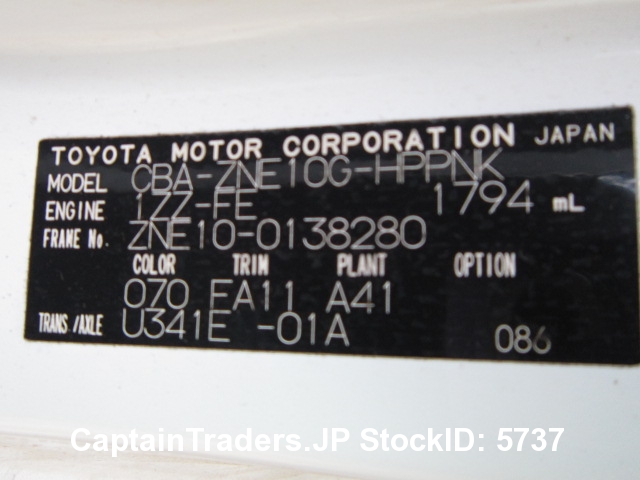 TOYOTA MOTOR CORPORATION JAPAN
MODEL CBA-ZNE10G-HPPNK
ENGINE 1ZZ-FE 1794 mL
FRAME No. ZNE10-0138280
COLOR TRIM PLANT OPTION
070 FA11 A41
TRANS./AXLE U341E -01A 086
CaptainTraders.JP StockID: 5737